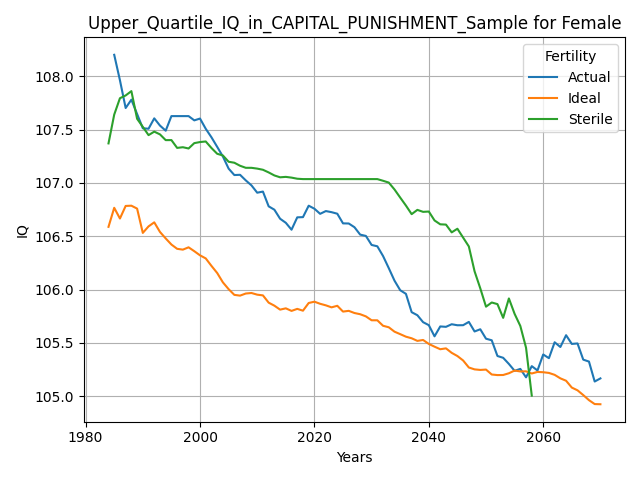 Upper_Quartile_IQ_in_CAPITAL_PUNISHMENT_Sample for Female
Fertility
Actual
Ideal
Sterile
IQ
108.0
107.5
107.0
106.5
106.0
105.5
105.0
1980
2000
2020
2040
2060
Years